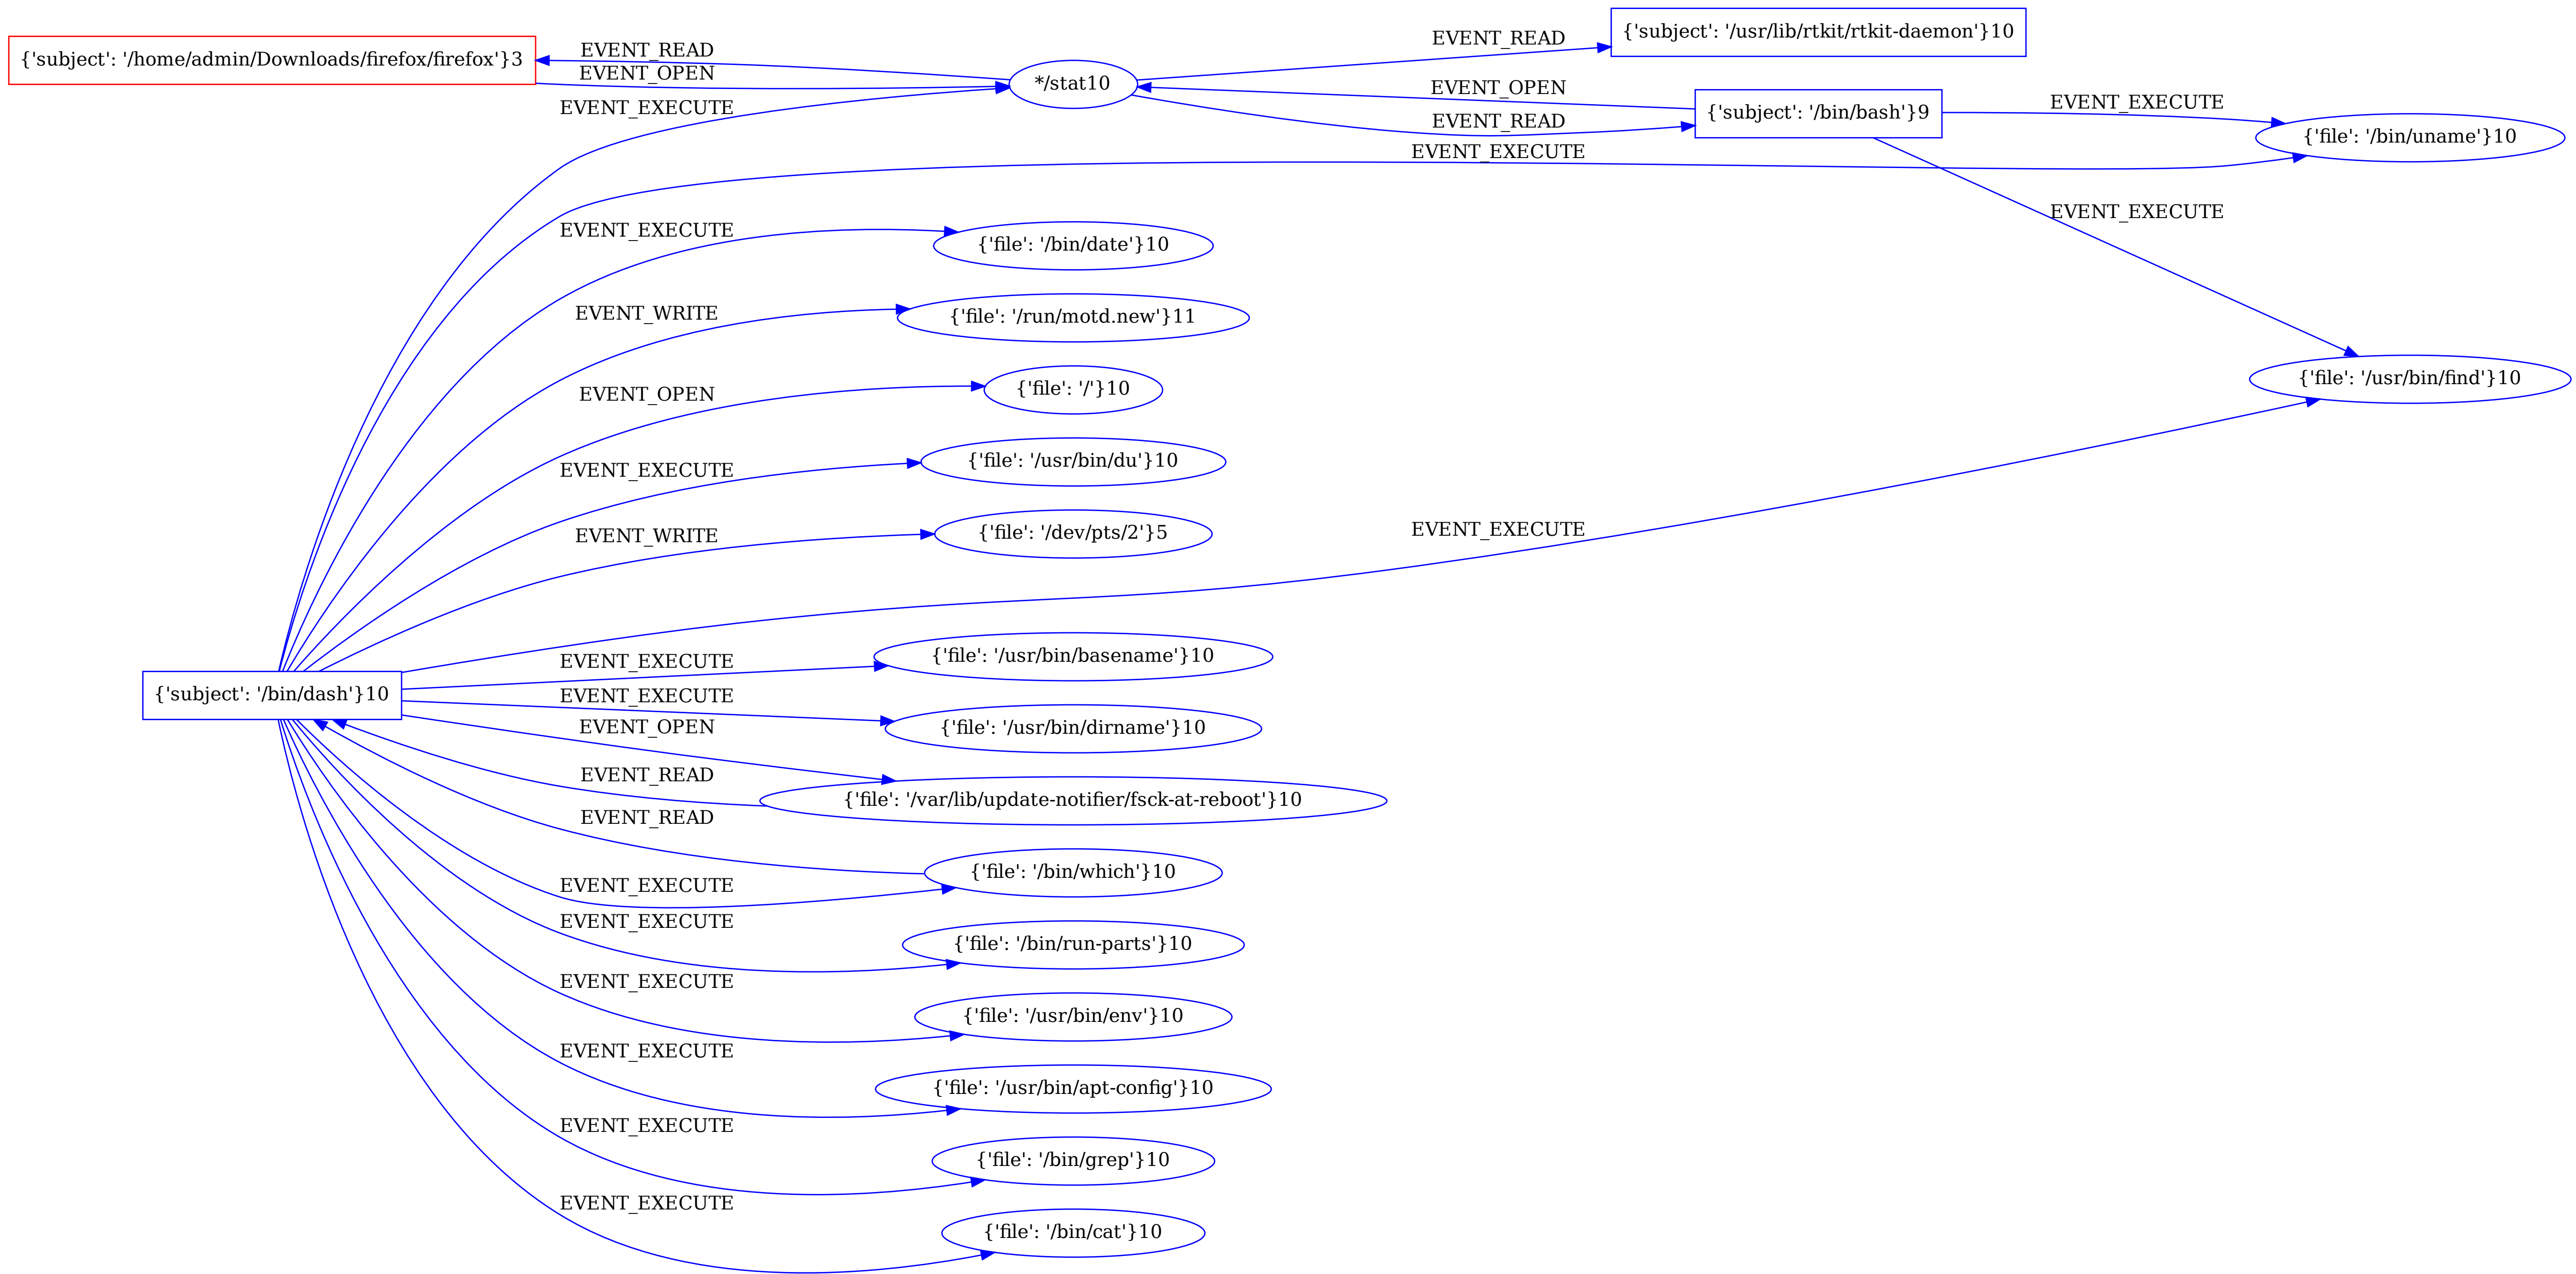 {'subject': '/usr/lib/rtkit/rtkit-daemon'}10
EVENT_READ
EVENT_READ
{'subject': '/home/admin/Downloads/firefox/firefox'}3
EVENT_OPEN
*/stat10
EVENT_OPEN
EVENT_EXECUTE
EVENT_EXECUTE
{'subject': '/bin/bash'}9
EVENT_READ
{'file': '/bin/uname'}10
EVENT_EXECUTE
EVENT_EXECUTE
EVENT_EXECUTE
{'file': '/bin/date'}10
EVENT_WRITE
{'file': '/run/motd.new'}11
{'file': '/usr/bin/find'}10
EVENT_OPEN
{'file': '/'}10
EVENT_EXECUTE
{'file': '/usr/bin/du'}10
EVENT_EXECUTE
EVENT_WRITE
{'file': '/dev/pts/2'}5
EVENT_EXECUTE
{'file': '/usr/bin/basename'}10
{'subject': '/bin/dash'}10
EVENT_EXECUTE
{'file': '/usr/bin/dirname'}10
EVENT_OPEN
EVENT_READ
{'file': '/var/lib/update-notifier/fsck-at-reboot'}10
EVENT_READ
{'file': '/bin/which'}10
EVENT_EXECUTE
EVENT_EXECUTE
{'file': '/bin/run-parts'}10
EVENT_EXECUTE
{'file': '/usr/bin/env'}10
EVENT_EXECUTE
{'file': '/usr/bin/apt-config'}10
EVENT_EXECUTE
{'file': '/bin/grep'}10
EVENT_EXECUTE
{'file': '/bin/cat'}10